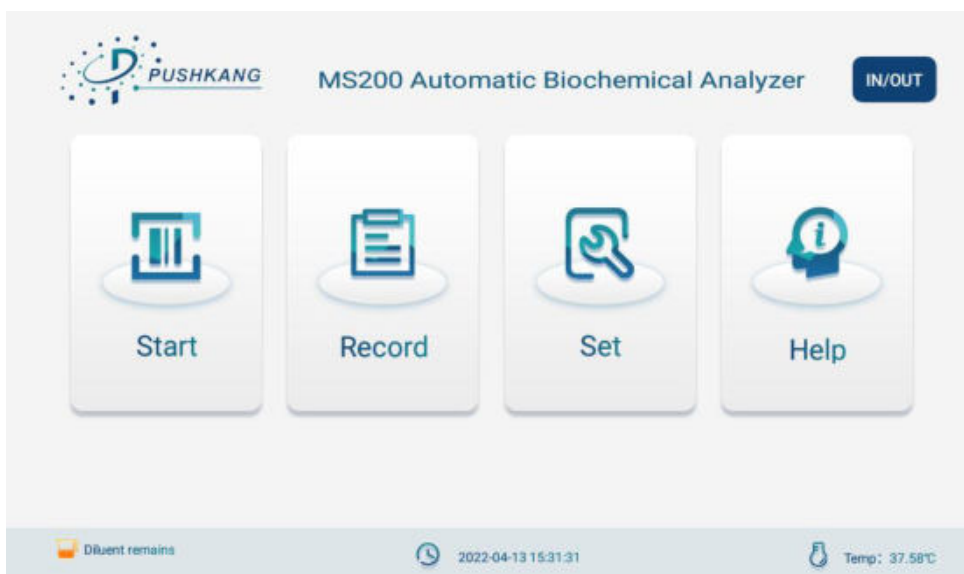 PUSHKANG
MS200 Automatic Biochemical Analyzer
IN/OUT
Start
Record
Set
Help
Diluent remains
2022-04-13 15:31:31
Temp: 37.58℃